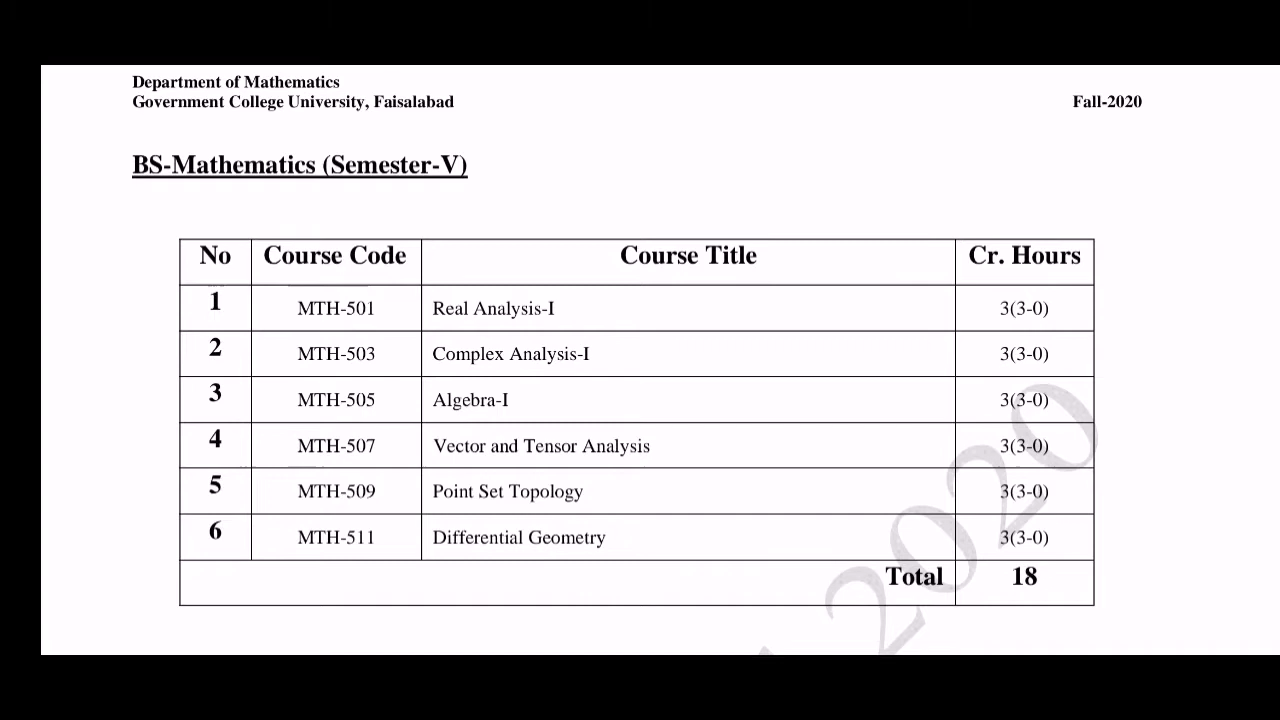 Department of Mathematics
Government College University, Faisalabad
Fall-2020
BS-Mathematics (Semester-V)
No Course Code Course Title Cr. Hours
1 MTH-501 Real Analysis-I 3(3-0)
2 MTH-503 Complex Analysis-I 3(3-0)
3 MTH-505 Algebra-I 3(3-0)
4 MTH-507 Vector and Tensor Analysis 3(3-0)
5 MTH-509 Point Set Topology 3(3-0)
6 MTH-511 Differential Geometry 3(3-0)
Total 18
2020